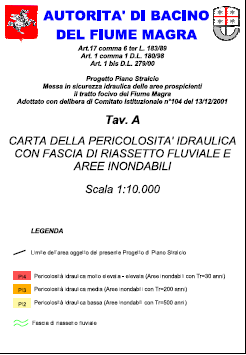 AUTORITA' DI BACINO
DEL FIUME MAGRA
Art.17 comma 6 ter L. 183/89
Art. 1 comma 1 D.L. 180/98
Art. 1 bis D.L. 279/00
Progetto Piano Stralcio
Messa in sicurezza idraulica delle aree prospicienti
il tratto focivo del Fiume Magra
Adottato con delibera di Comitato Istituzionale n°104 del 13/12/2001
Tav. A
CARTA DELLA PERICOLOSITA' IDRAULICA
CON FASCIA DI RIASSETTO FLUVIALE E
AREE INONDABILI
Scala 1:10.000
LEGENDA
Limite dell'area oggetto del presente Progetto di Piano Stralcio
PI4 Pericolosità idraulica molto elevata - elevata (Aree inondabili con Tr=30 anni)
PI3 Pericolosità idraulica media (Aree inondabili con Tr=200 anni)
PI2 Pericolosità idraulica bassa (Aree inondabili con Tr=500 anni)
Fascia di riassetto fluviale